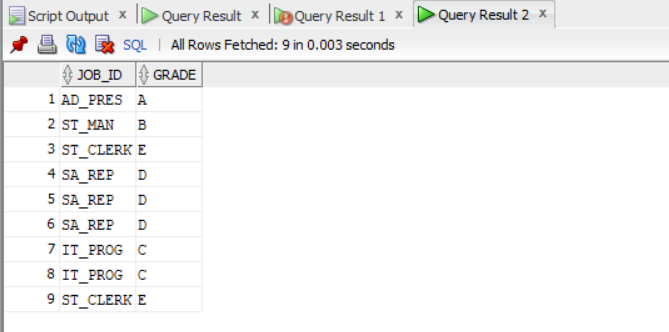 Script Output x Query Result x Query Result 1 x Query Result 2 x
SQL | All Rows Fetched: 9 in 0.003 seconds
JOB_ID GRADE
1 AD_PRES A
2 ST_MAN B
3 ST_CLERK E
4 SA_REP D
5 SA_REP D
6 SA_REP D
7 IT_PROG C
8 IT_PROG C
9 ST_CLERK E